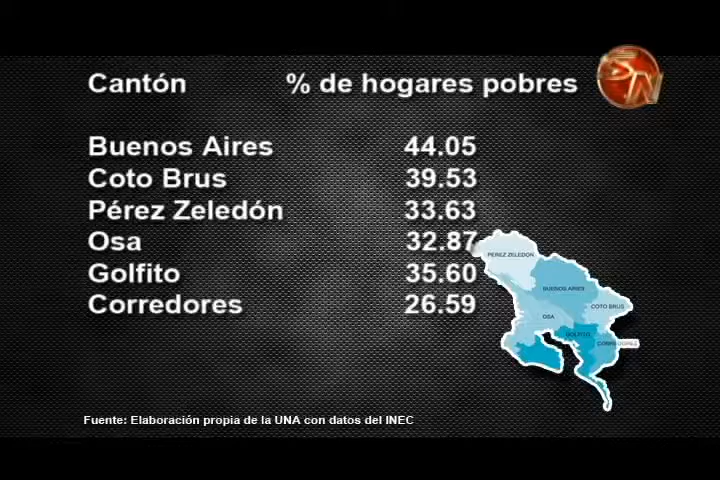 Cantón % de hogares pobres
SN
Buenos Aires 44.05
Coto Brus 39.53
Pérez Zeledón 33.63
Osa 32.87
Golfito 35.60
Corredores 26.59
PEREZ ZELEDON
BUENOS AIRES
COTO BRUS
OSA
GOLFITO
CORREDORES
Fuente: Elaboración propia de la UNA con datos del INEC